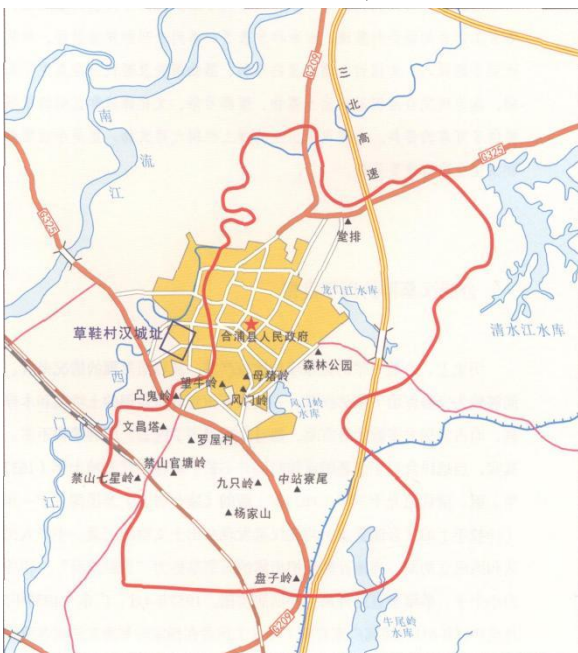 G209
三北高速
南流江
G325
G325
堂排
龙门江水库
清水江水库
草鞋村汉城址
合浦县人民政府
森林公园
望牛岭
母猪岭
凸鬼岭
风门岭
风门岭水库
西门江
文昌塔
罗屋村
禁山七星岭
禁山官塘岭
九只岭
中站寮尾
杨家山
盘子岭
G209
牛尾岭水库